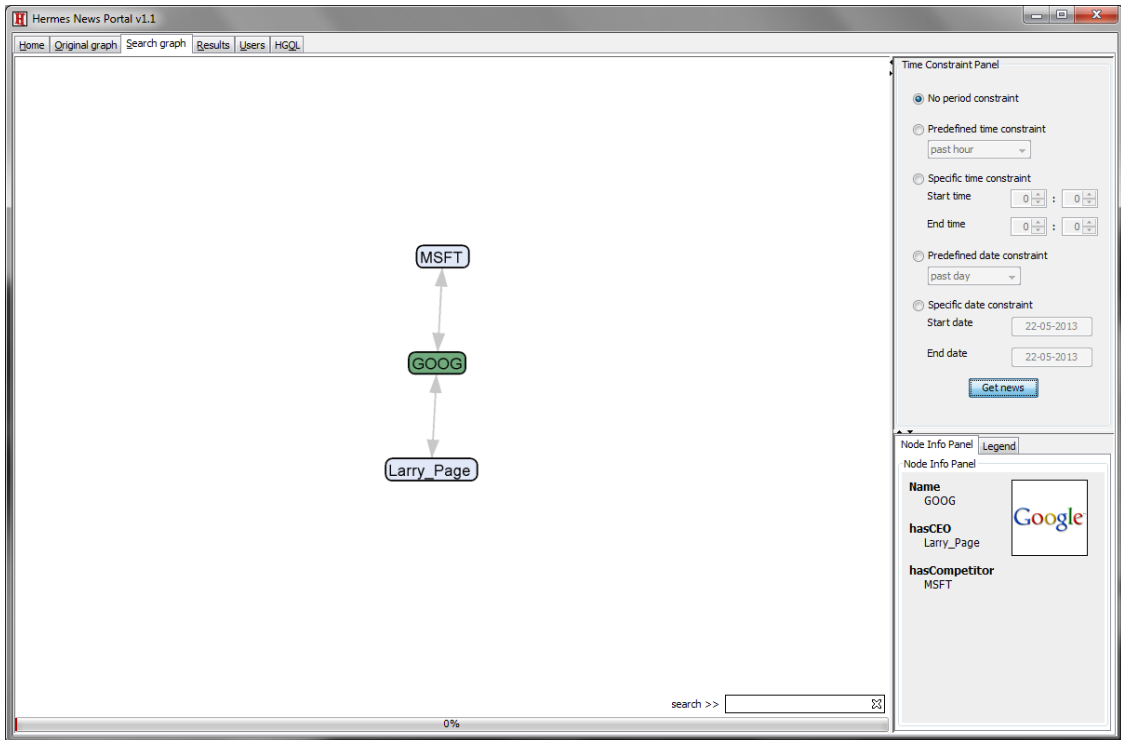 Hermes News Portal v1.1
Home Original graph Search graph Results Users HGQL
MSFT
GOOG
Larry_Page
search >>
0%
Time Constraint Panel
No period constraint
Predefined time constraint
past hour
Specific time constraint
Start time 0 : 0
End time 0 : 0
Predefined date constraint
past day
Specific date constraint
Start date 22-05-2013
End date 22-05-2013
Get news
Node Info Panel Legend
Node Info Panel
Name
GOOG
Google
hasCEO
Larry_Page
hasCompetitor
MSFT